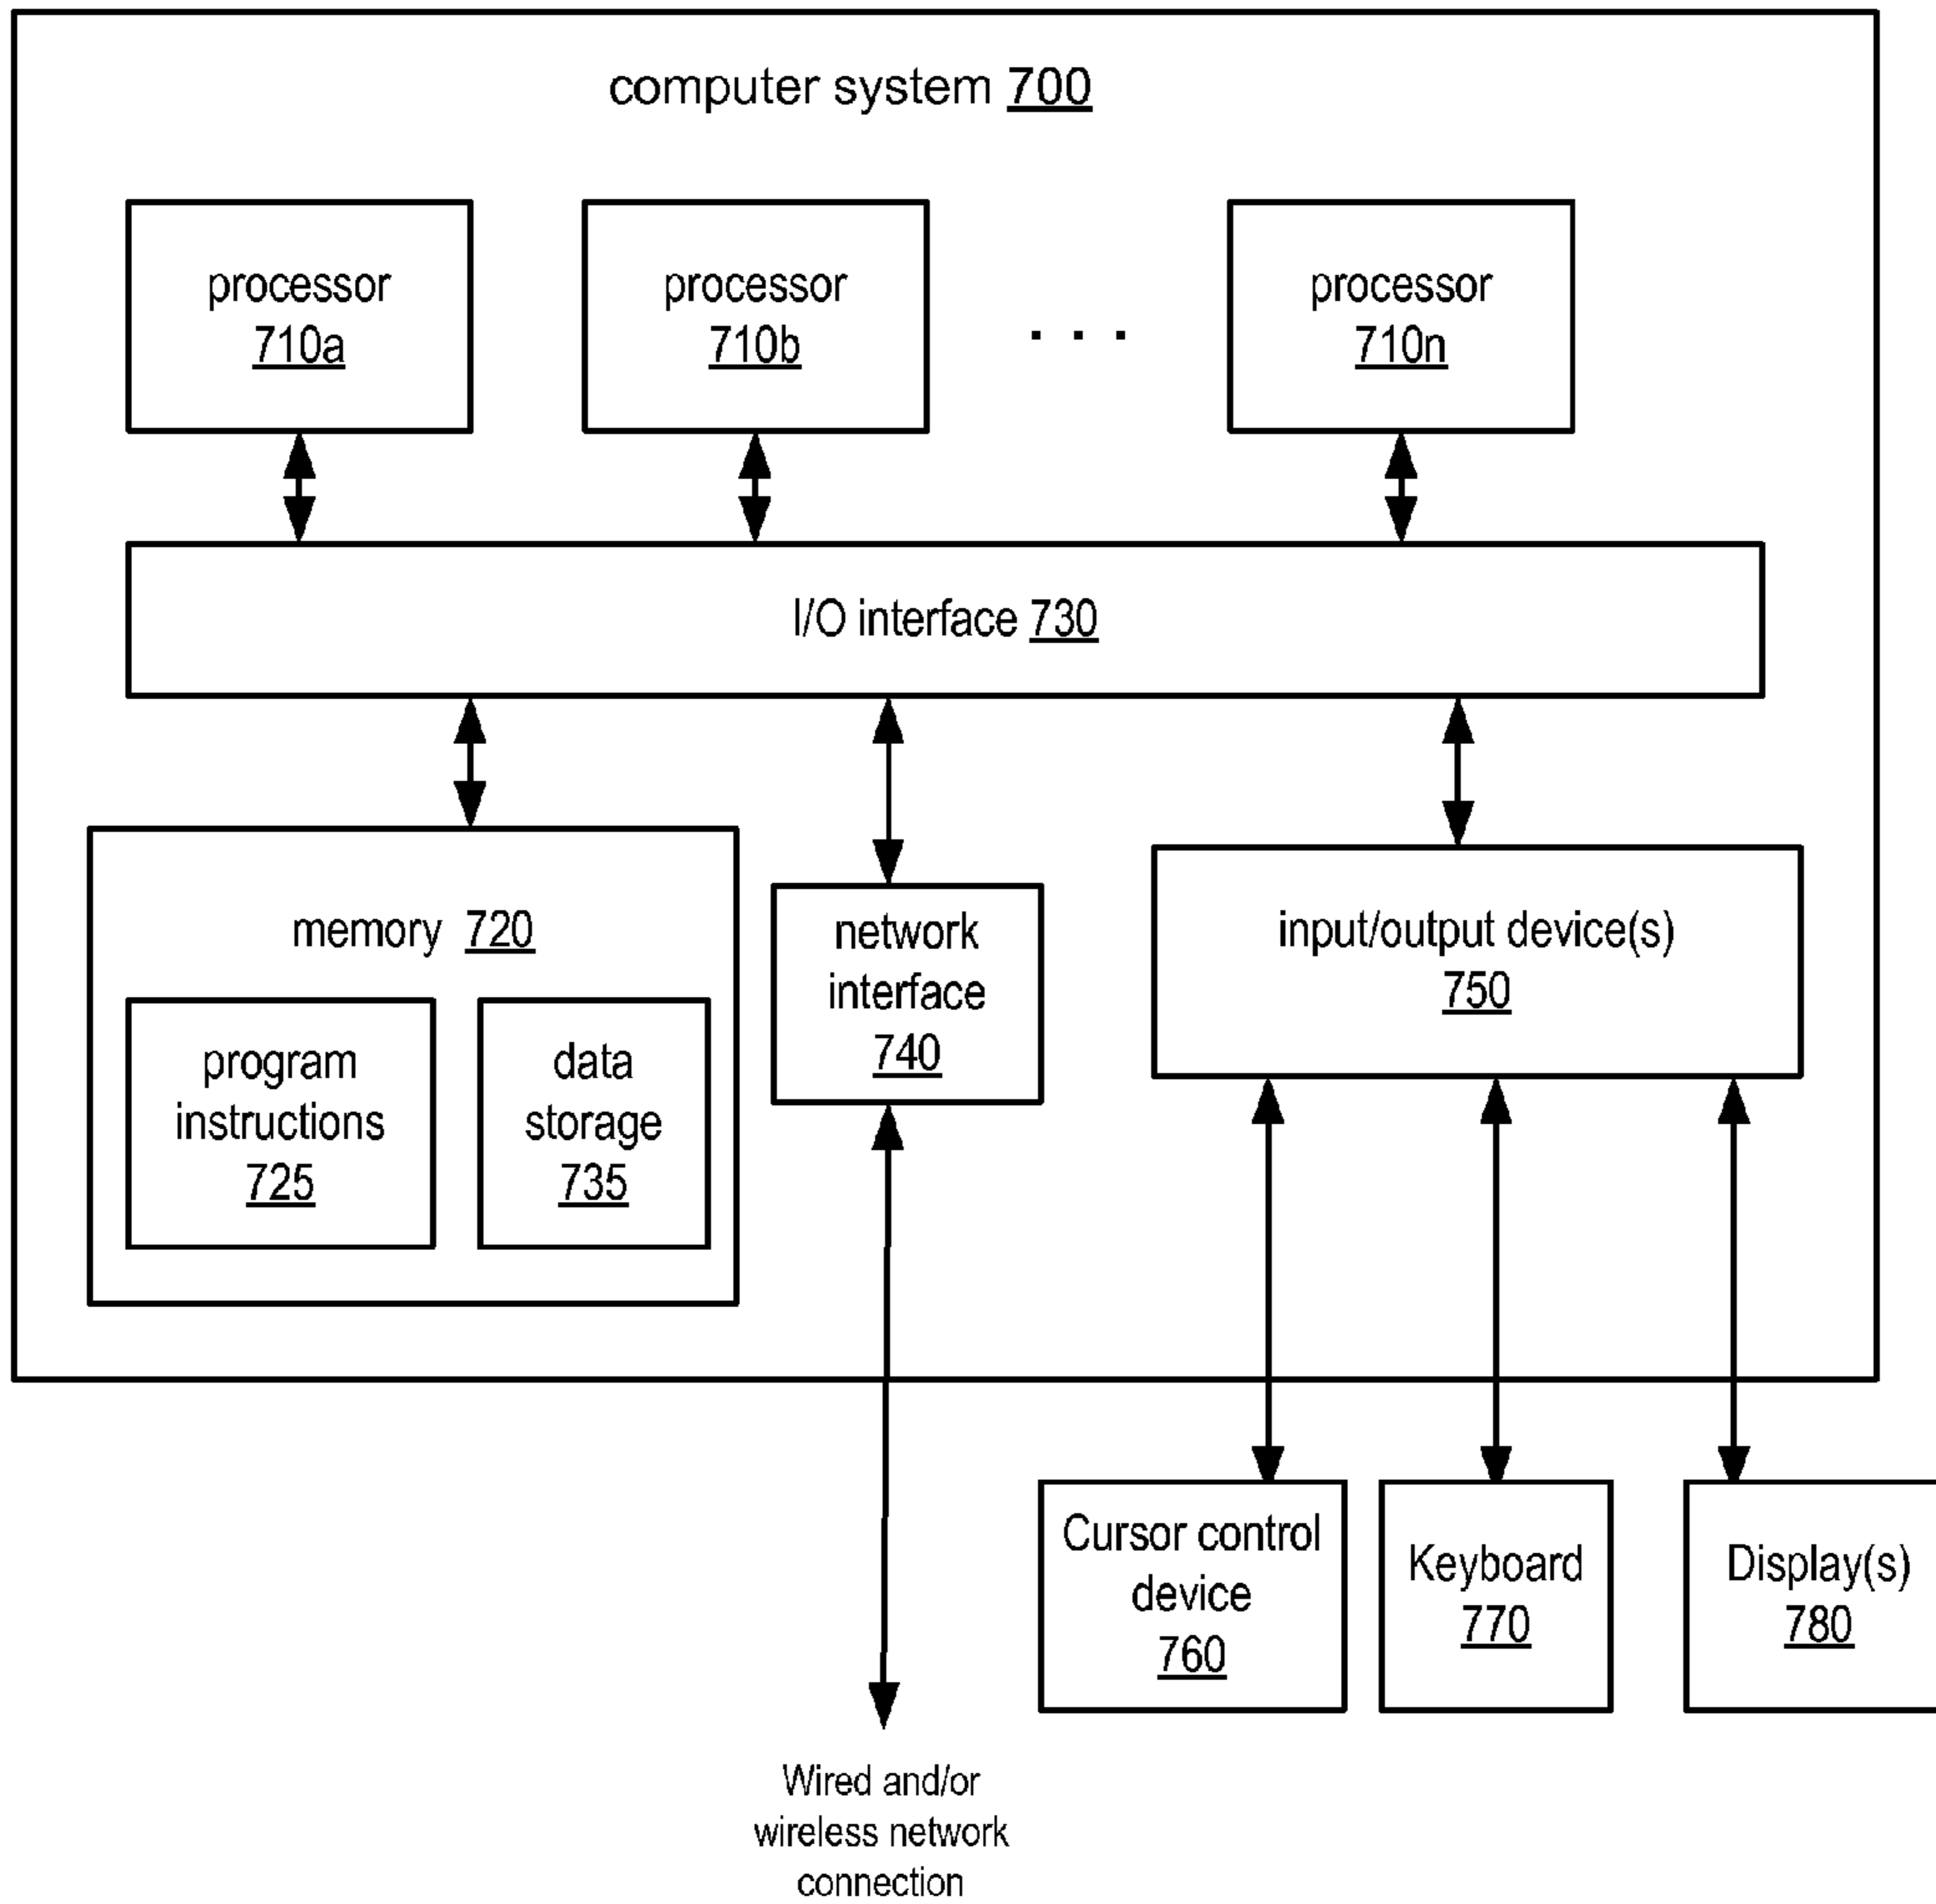 computer system 700
processor
710a
processor
710b
. . .
processor
710n
I/O interface 730
memory 720
program
instructions
725
data
storage
735
network
interface
740
input/output device(s)
750
Cursor control
device
760
Keyboard
770
Display(s)
780
Wired and/or
wireless network
connection